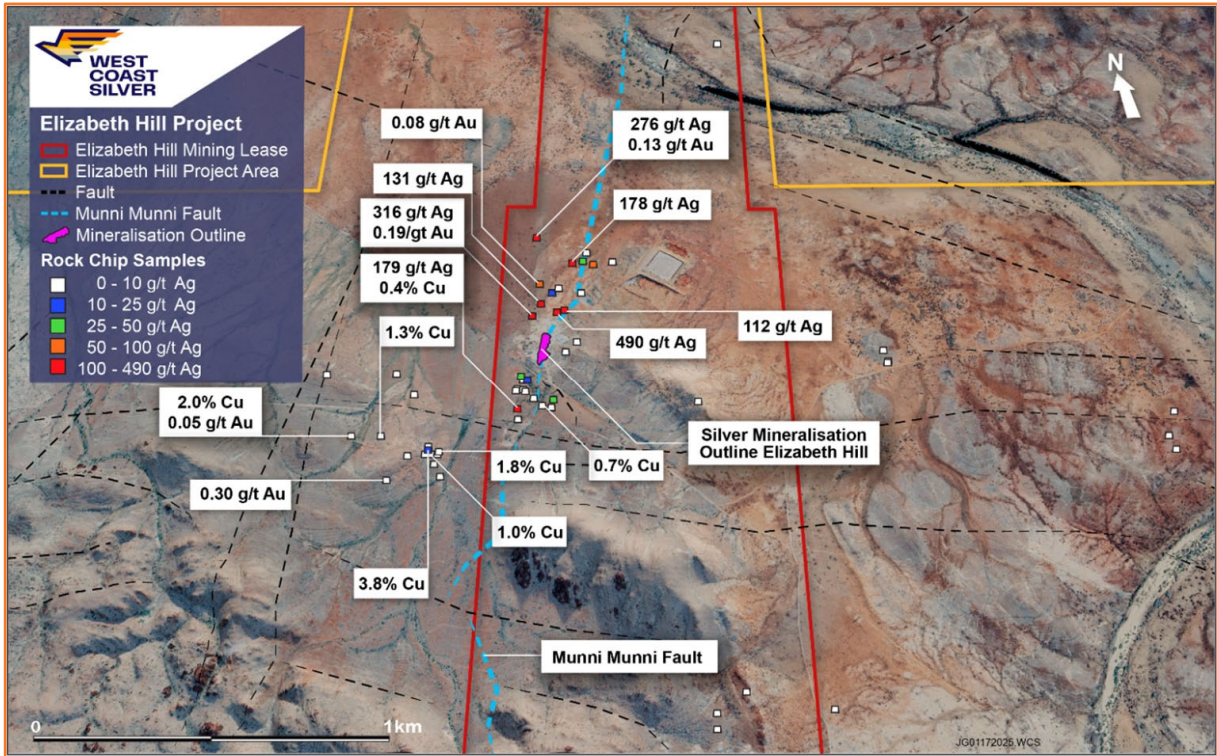 WEST
COAST
SILVER
Elizabeth Hill Project
Elizabeth Hill Mining Lease
Elizabeth Hill Project Area
Fault
Munni Munni Fault
Mineralisation Outline
Rock Chip Samples
0 - 10 g/t Ag
10 - 25 g/t Ag
25 - 50 g/t Ag
50 - 100 g/t Ag
100 - 490 g/t Ag
N
0.08 g/t Au
276 g/t Ag
0.13 g/t Au
131 g/t Ag
178 g/t Ag
316 g/t Ag
0.19/gt Au
179 g/t Ag
0.4% Cu
112 g/t Ag
1.3% Cu
490 g/t Ag
2.0% Cu
0.05 g/t Au
Silver Mineralisation
Outline Elizabeth Hill
1.8% Cu
0.7% Cu
0.30 g/t Au
1.0% Cu
3.8% Cu
Munni Munni Fault
0
1km
JG01172025.WCS